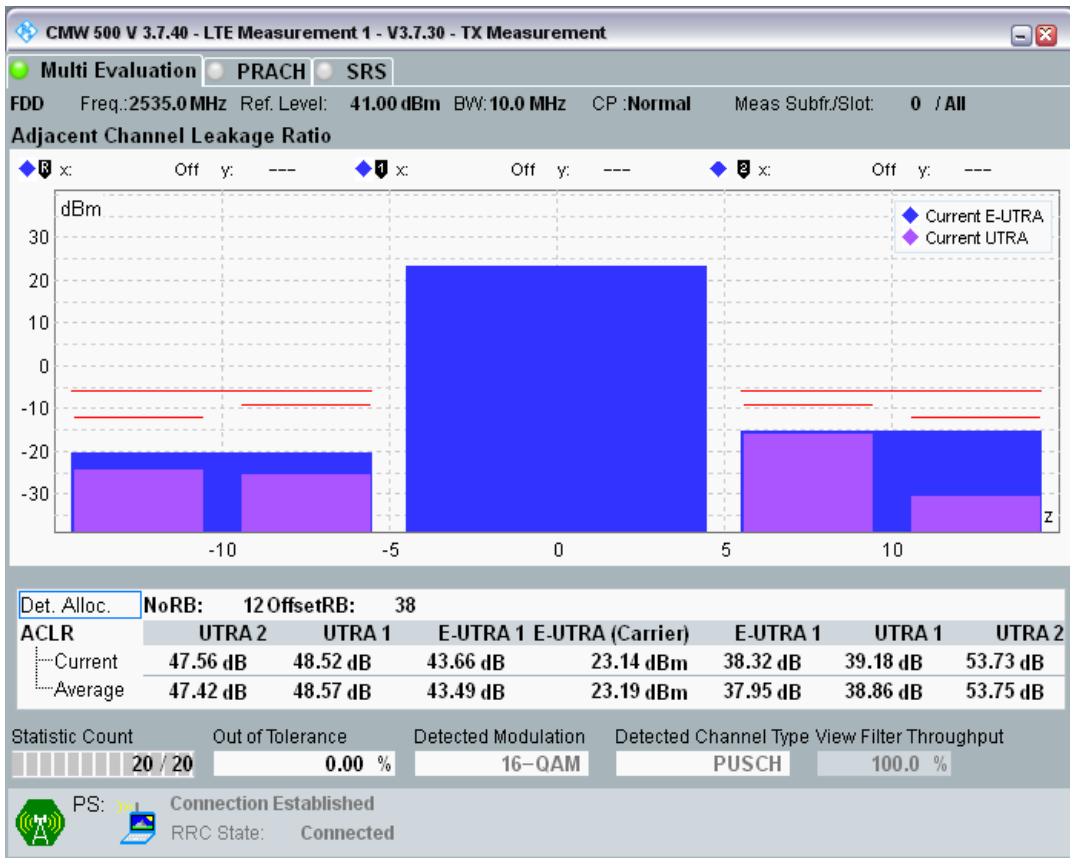 CMW 500 V 3.7.40 - LTE Measurement 1 - V3.7.30 - TX Measurement
Multi Evaluation PRACH SRS
FDD Freq.:2535.0 MHz Ref. Level: 41.00 dBm BW:10.0 MHz CP :Normal Meas Subfr./Slot: 0 / All
Adjacent Channel Leakage Ratio
R x: Off y: --- 1 x: Off y: --- 2 x: Off y: ---
dBm
Current E-UTRA
Current UTRA
30
20
10
0
-10
-20
-30
z
-10 -5 0 5 10
Det. Alloc. NoRB: 12 OffsetRB: 38
ACLR UTRA 2 UTRA 1 E-UTRA 1 E-UTRA (Carrier) E-UTRA 1 UTRA 1 UTRA 2
Current 47.56 dB 48.52 dB 43.66 dB 23.14 dBm 38.32 dB 39.18 dB 53.73 dB
Average 47.42 dB 48.57 dB 43.49 dB 23.19 dBm 37.95 dB 38.86 dB 53.75 dB
Statistic Count Out of Tolerance Detected Modulation Detected Channel Type View Filter Throughput
20 / 20 0.00 % 16-QAM PUSCH 100.0 %
PS: Connection Established
RRC State: Connected